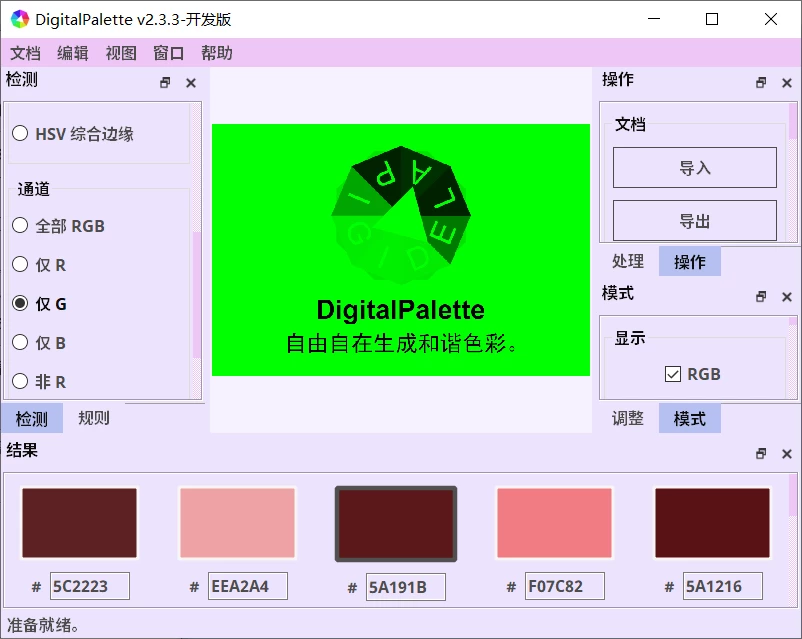 DigitalPalette v2.3.3-开发版
文档 编辑 视图 窗口 帮助
检测
HSV 综合边缘
通道
全部 RGB
仅 R
仅 G
仅 B
非 R
检测 规则
DIGITALPALETTE
DigitalPalette
自由自在生成和谐色彩。
操作
文档
导入
导出
处理 操作
模式
显示
RGB
调整 模式
结果
# 5C2223 # EEA2A4 # 5A191B # F07C82 # 5A1216
准备就绪。